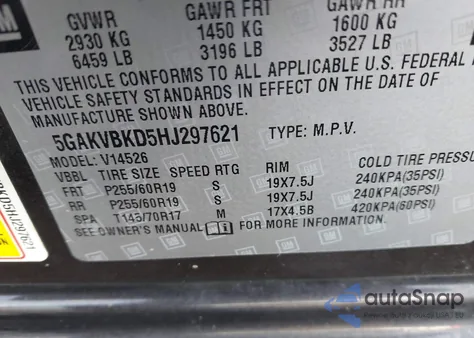 GM
GVWR GAWR FRT GAWR RR
2930 KG 1450 KG 1600 KG
6459 LB 3196 LB 3527 LB
THIS VEHICLE CONFORMS TO ALL APPLICABLE U.S. FEDERAL
VEHICLE SAFETY STANDARDS IN EFFECT ON THE DATE OF
MANUFACTURE SHOWN ABOVE.
5GAKVBKD5HJ297621 TYPE: M.P.V.
MODEL: V14526
VBBL TIRE SIZE SPEED RTG RIM COLD TIRE PRESSU
FRT P255/60R19 S 19X7.5J 240KPA(35PSI)
RR P255/60R19 S 19X7.5J 240KPA(35PSI)
SPA T145/70R17 M 17X4.5B 420KPA(60PSI)
SEE OWNER'S MANUAL FOR MORE INFORMATION.
KD5HJ297621
autoSnap